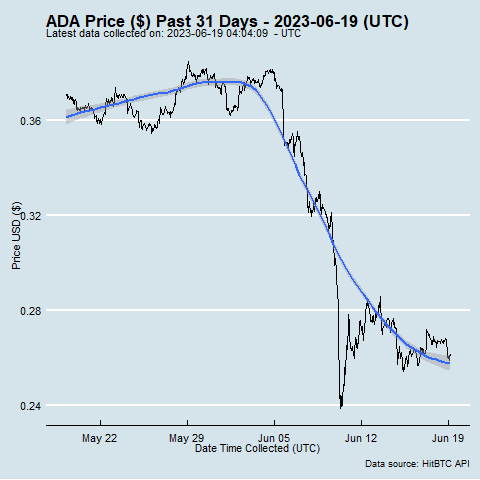 ADA Price ($) Past 31 Days - 2023-06-19 (UTC)
Latest data collected on: 2023-06-19 04:04:09 - UTC
Price USD ($)
0.36
0.32
0.28
0.24
May 22 May 29 Jun 05 Jun 12 Jun 19
Date Time Collected (UTC)
Data source: HitBTC API